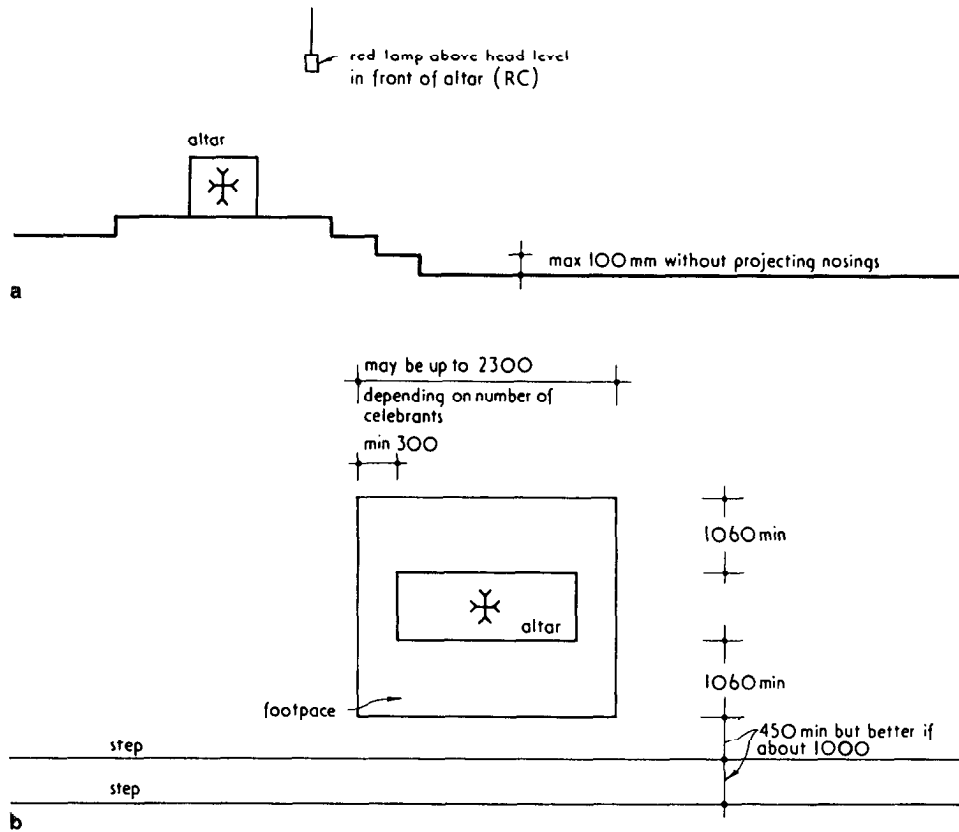 red lamp above head level
in front of altar (RC)
altar
max 100 mm without projecting nosings
a
may be up to 2300
depending on number of
celebrants
min 300
1060 min
altar
1060 min
footpace
450 min but better if
about 1000
step
step
b